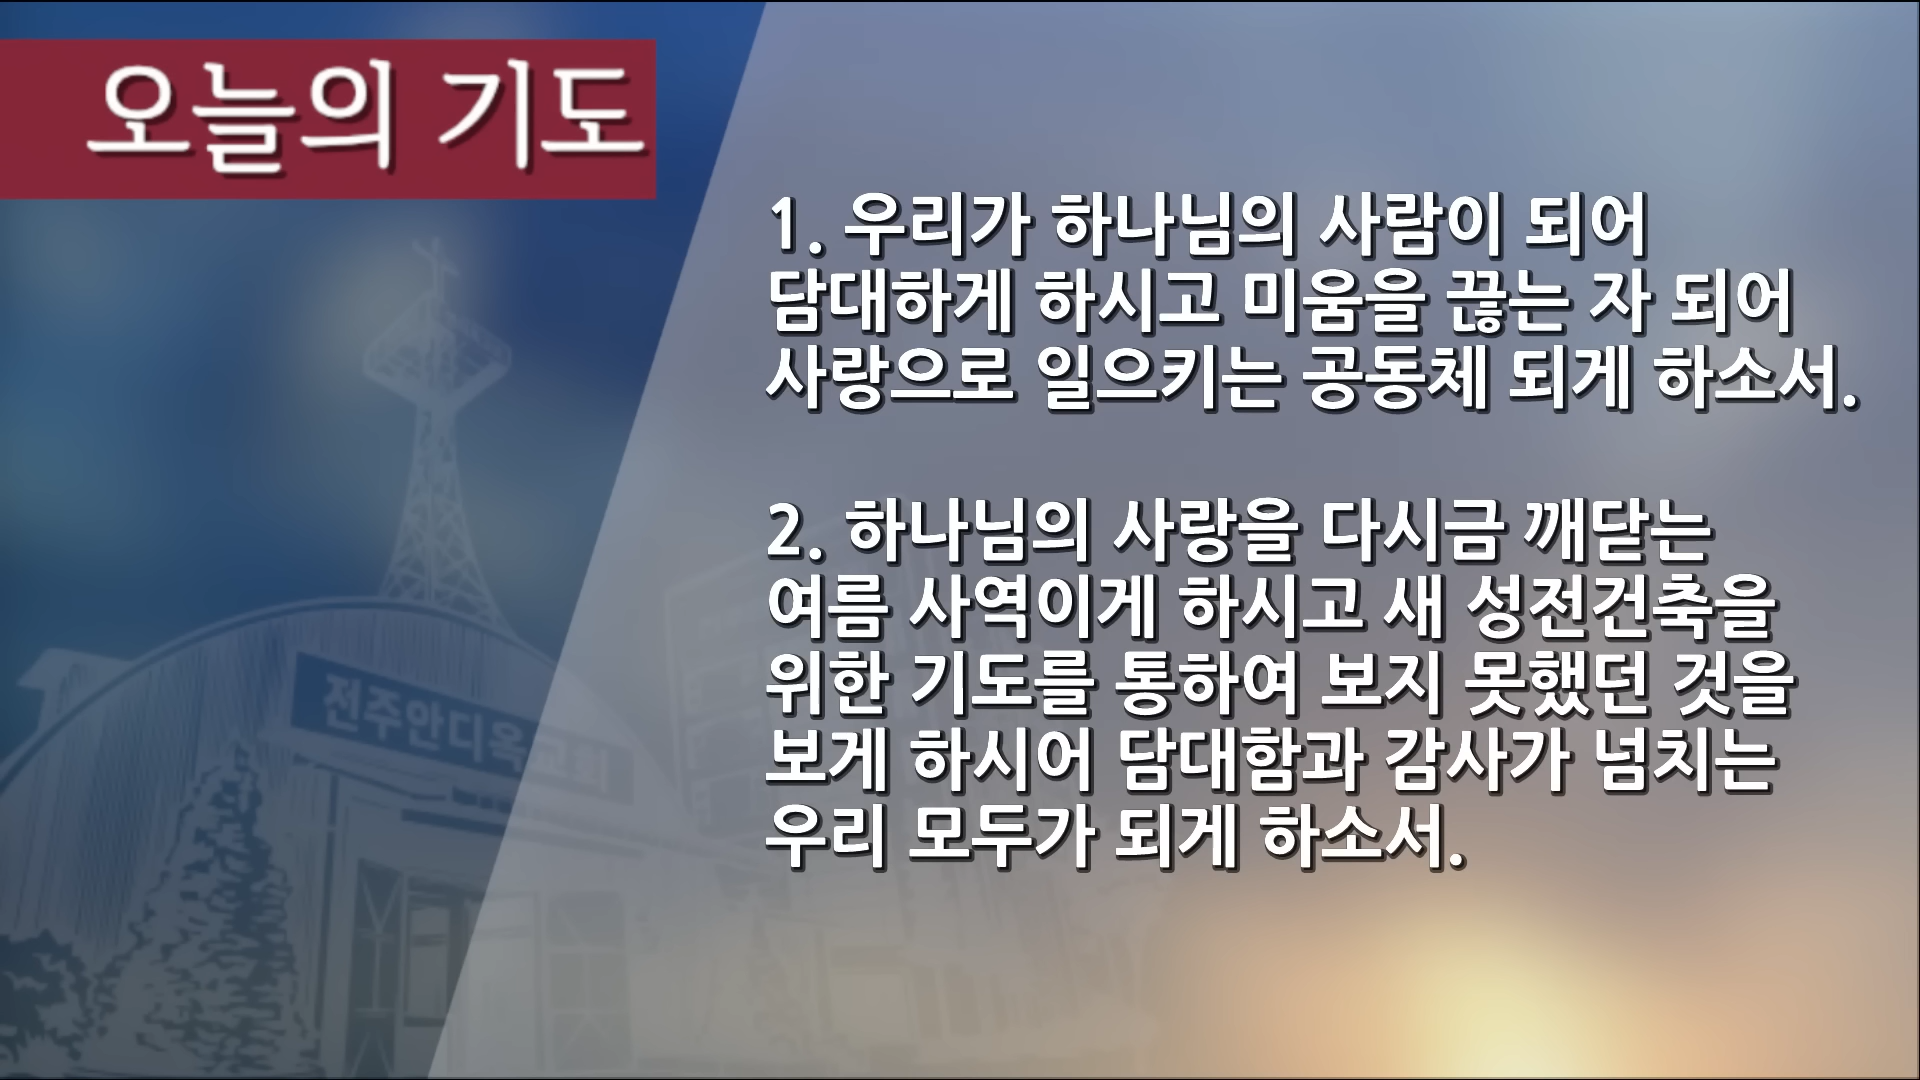 오늘의 기도
1. 우리가 하나님의 사람이 되어
담대하게 하시고 미움을 끊는 자 되어
사랑으로 일으키는 공동체 되게 하소서.
2. 하나님의 사랑을 다시금 깨닫는
여름 사역이게 하시고 새 성전건축을
위한 기도를 통하여 보지 못했던 것을
보게 하시어 담대함과 감사가 넘치는
우리 모두가 되게 하소서.
전주안디옥교회